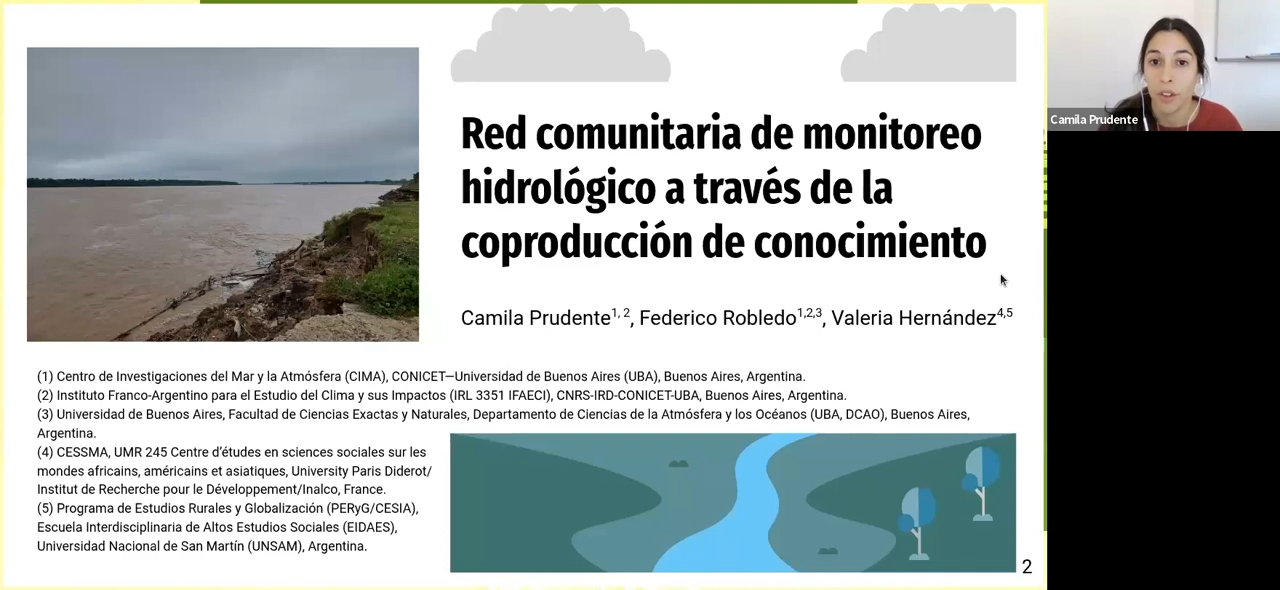 Red comunitaria de monitoreo
hidrológico a través de la
coproducción de conocimiento
Camila Prudente1, 2, Federico Robledo1,2,3, Valeria Hernández4,5
(1) Centro de Investigaciones del Mar y la Atmósfera (CIMA), CONICET–Universidad de Buenos Aires (UBA), Buenos Aires, Argentina.
(2) Instituto Franco-Argentino para el Estudio del Clima y sus Impactos (IRL 3351 IFAECI), CNRS-IRD-CONICET-UBA, Buenos Aires, Argentina.
(3) Universidad de Buenos Aires, Facultad de Ciencias Exactas y Naturales, Departamento de Ciencias de la Atmósfera y los Océanos (UBA, DCAO), Buenos Aires,
Argentina.
(4) CESSMA, UMR 245 Centre d'études en sciences sociales sur les
mondes africains, américains et asiatiques, University Paris Diderot/
Institut de Recherche pour le Développement/Inalco, France.
(5) Programa de Estudios Rurales y Globalización (PERyG/CESIA),
Escuela Interdisciplinaria de Altos Estudios Sociales (EIDAES),
Universidad Nacional de San Martín (UNSAM), Argentina.
2
Camila Prudente